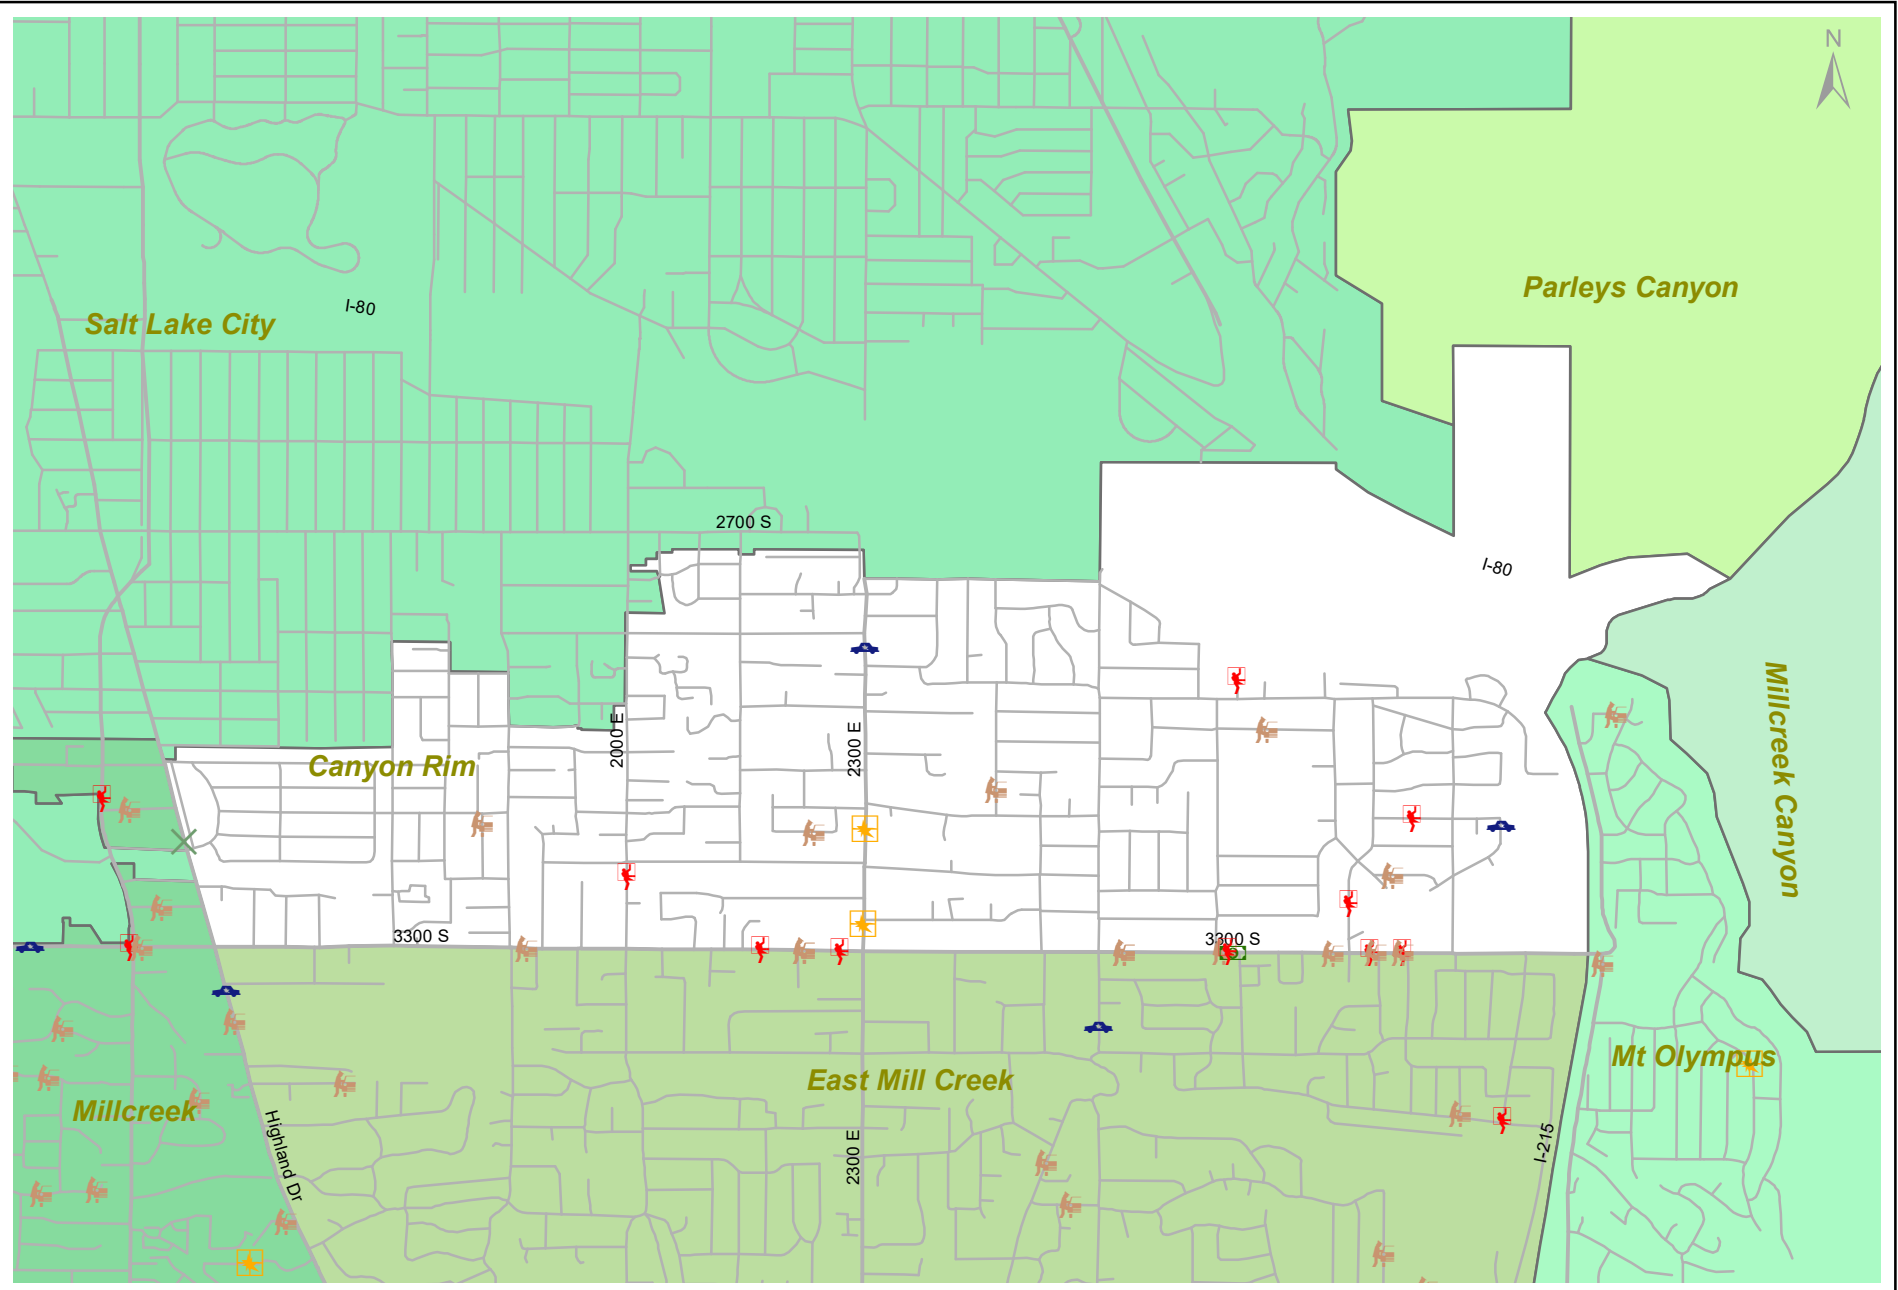 N
Parleys Canyon
I-80
Salt Lake City
2700 S
I-80
Millcreek Canyon
2000 E
2300 E
Canyon Rim
3300 S
3300 S
Mt Olympus
East Mill Creek
Millcreek
Highland Dr
2300 E
I-215